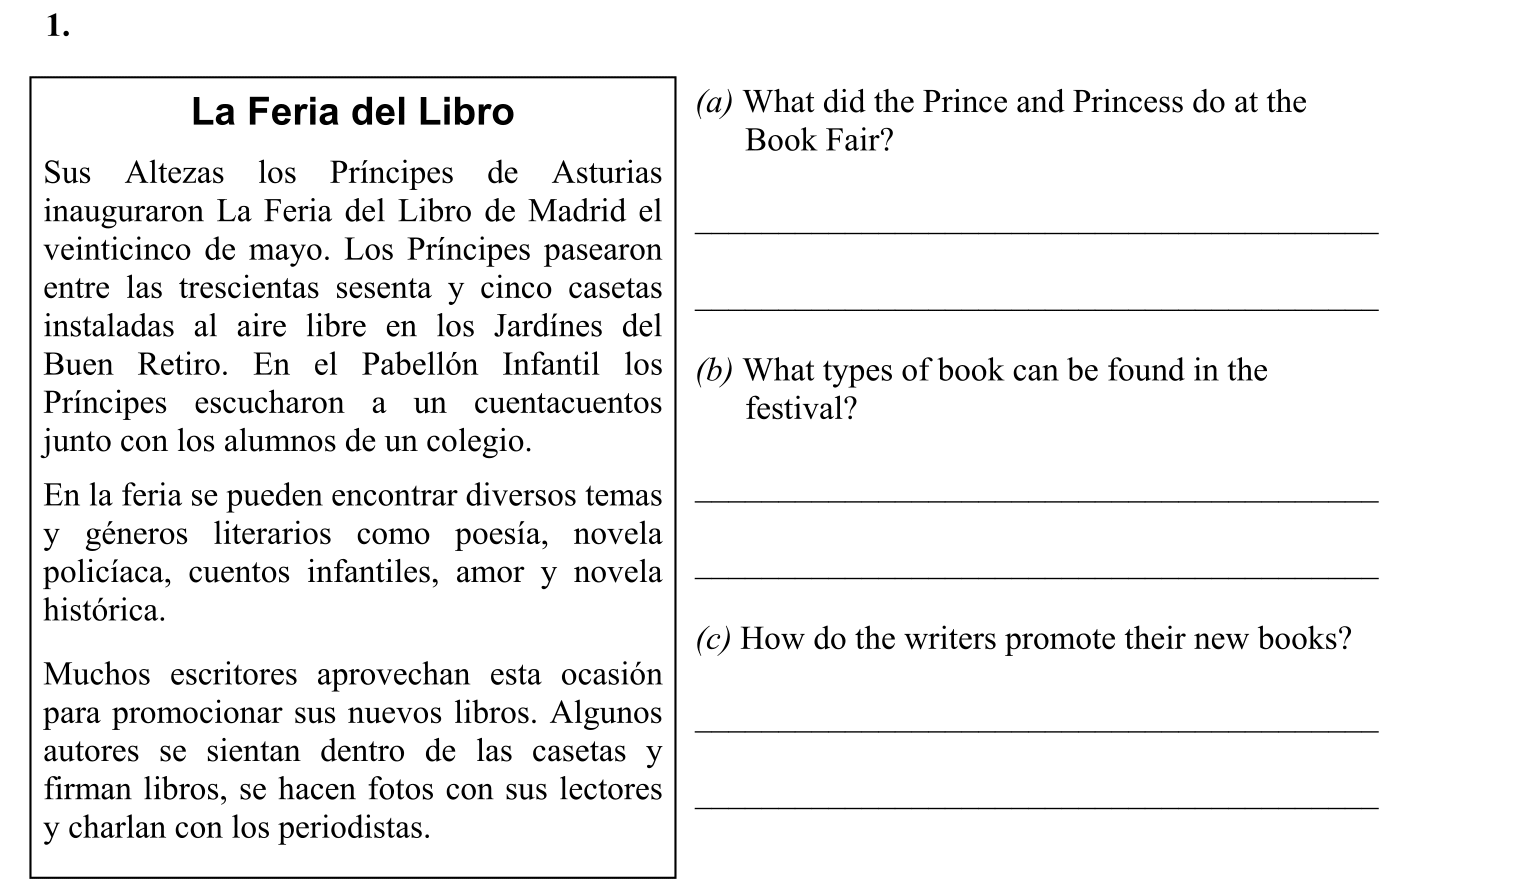 1.
La Feria del Libro
Sus Altezas los Príncipes de Asturias
inauguraron La Feria del Libro de Madrid el
veinticinco de mayo. Los Príncipes pasearon
entre las trescientas sesenta y cinco casetas
instaladas al aire libre en los Jardínes del
Buen Retiro. En el Pabellón Infantil los
Príncipes escucharon a un cuentacuentos
junto con los alumnos de un colegio.
En la feria se pueden encontrar diversos temas
y géneros literarios como poesía, novela
policíaca, cuentos infantiles, amor y novela
histórica.
Muchos escritores aprovechan esta ocasión
para promocionar sus nuevos libros. Algunos
autores se sientan dentro de las casetas y
firman libros, se hacen fotos con sus lectores
y charlan con los periodistas.
(a) What did the Prince and Princess do at the
Book Fair?
(b) What types of book can be found in the
festival?
(c) How do the writers promote their new books?